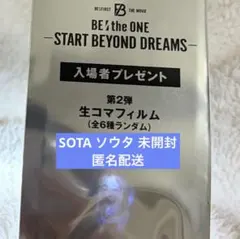 BE:FIRST THE MOVIE
BE:the ONE
-START BEYOND DREAMS-
入場者プレゼント
第2弾
生コマフィルム
(全6種ランダム)
SOTA ソウタ 未開封
匿名配送